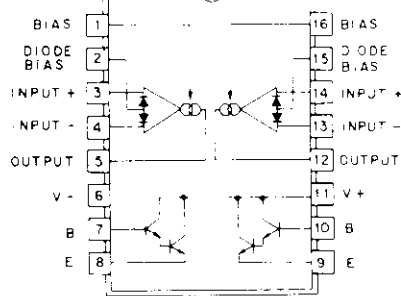 BIAS 1 16 BIAS
DIODE BIAS 2 15 DIODE BIAS
INPUT + 3 14 INPUT +
INPUT - 4 13 INPUT -
OUTPUT 5 12 OUTPUT
V - 6 11 V +
B 7 10 B
E 8 9 E